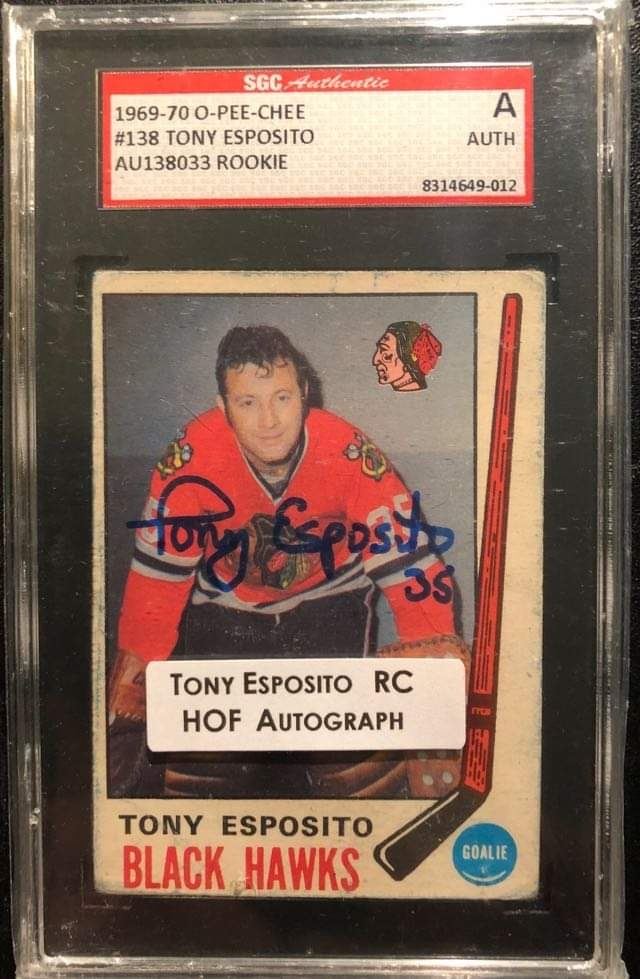 SGC Authentic
1969-70 O-PEE-CHEE
A
#138 TONY ESPOSITO
AUTH
AU138033 ROOKIE
8314649-012
Tony Esposito
35
TONY ESPOSITO RC
HOF AUTOGRAPH
TONY ESPOSITO
BLACK HAWKS
GOALIE